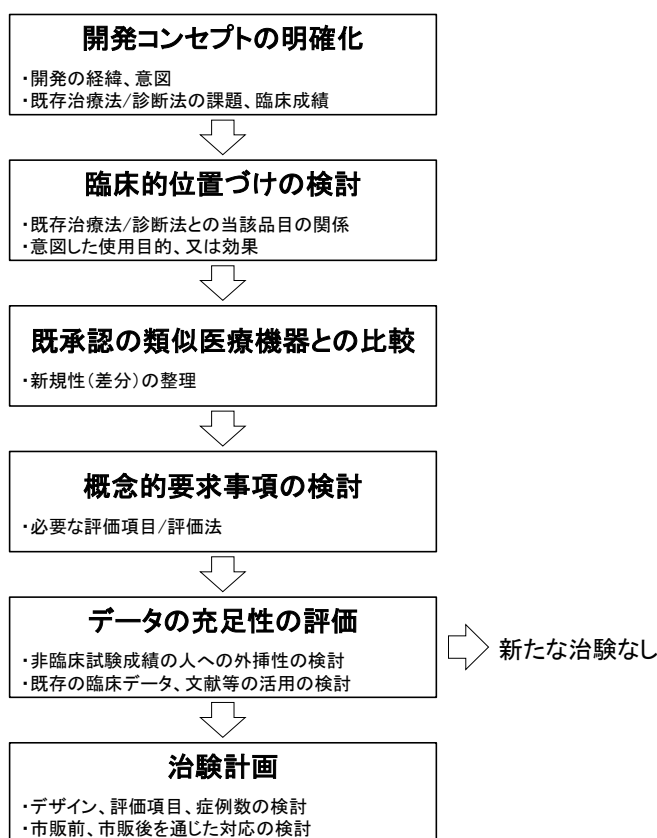 開発コンセプトの明確化
・開発の経緯、意図
・既存治療法/診断法の課題、臨床成績
臨床的位置づけの検討
・既存治療法/診断法との当該品目の関係
・意図した使用目的、又は効果
既承認の類似医療機器との比較
・新規性(差分)の整理
概念的要求事項の検討
・必要な評価項目/評価法
データの充足性の評価
・非臨床試験成績の人への外挿性の検討
・既存の臨床データ、文献等の活用の検討
新たな治験なし
治験計画
・デザイン、評価項目、症例数の検討
・市販前、市販後を通じた対応の検討